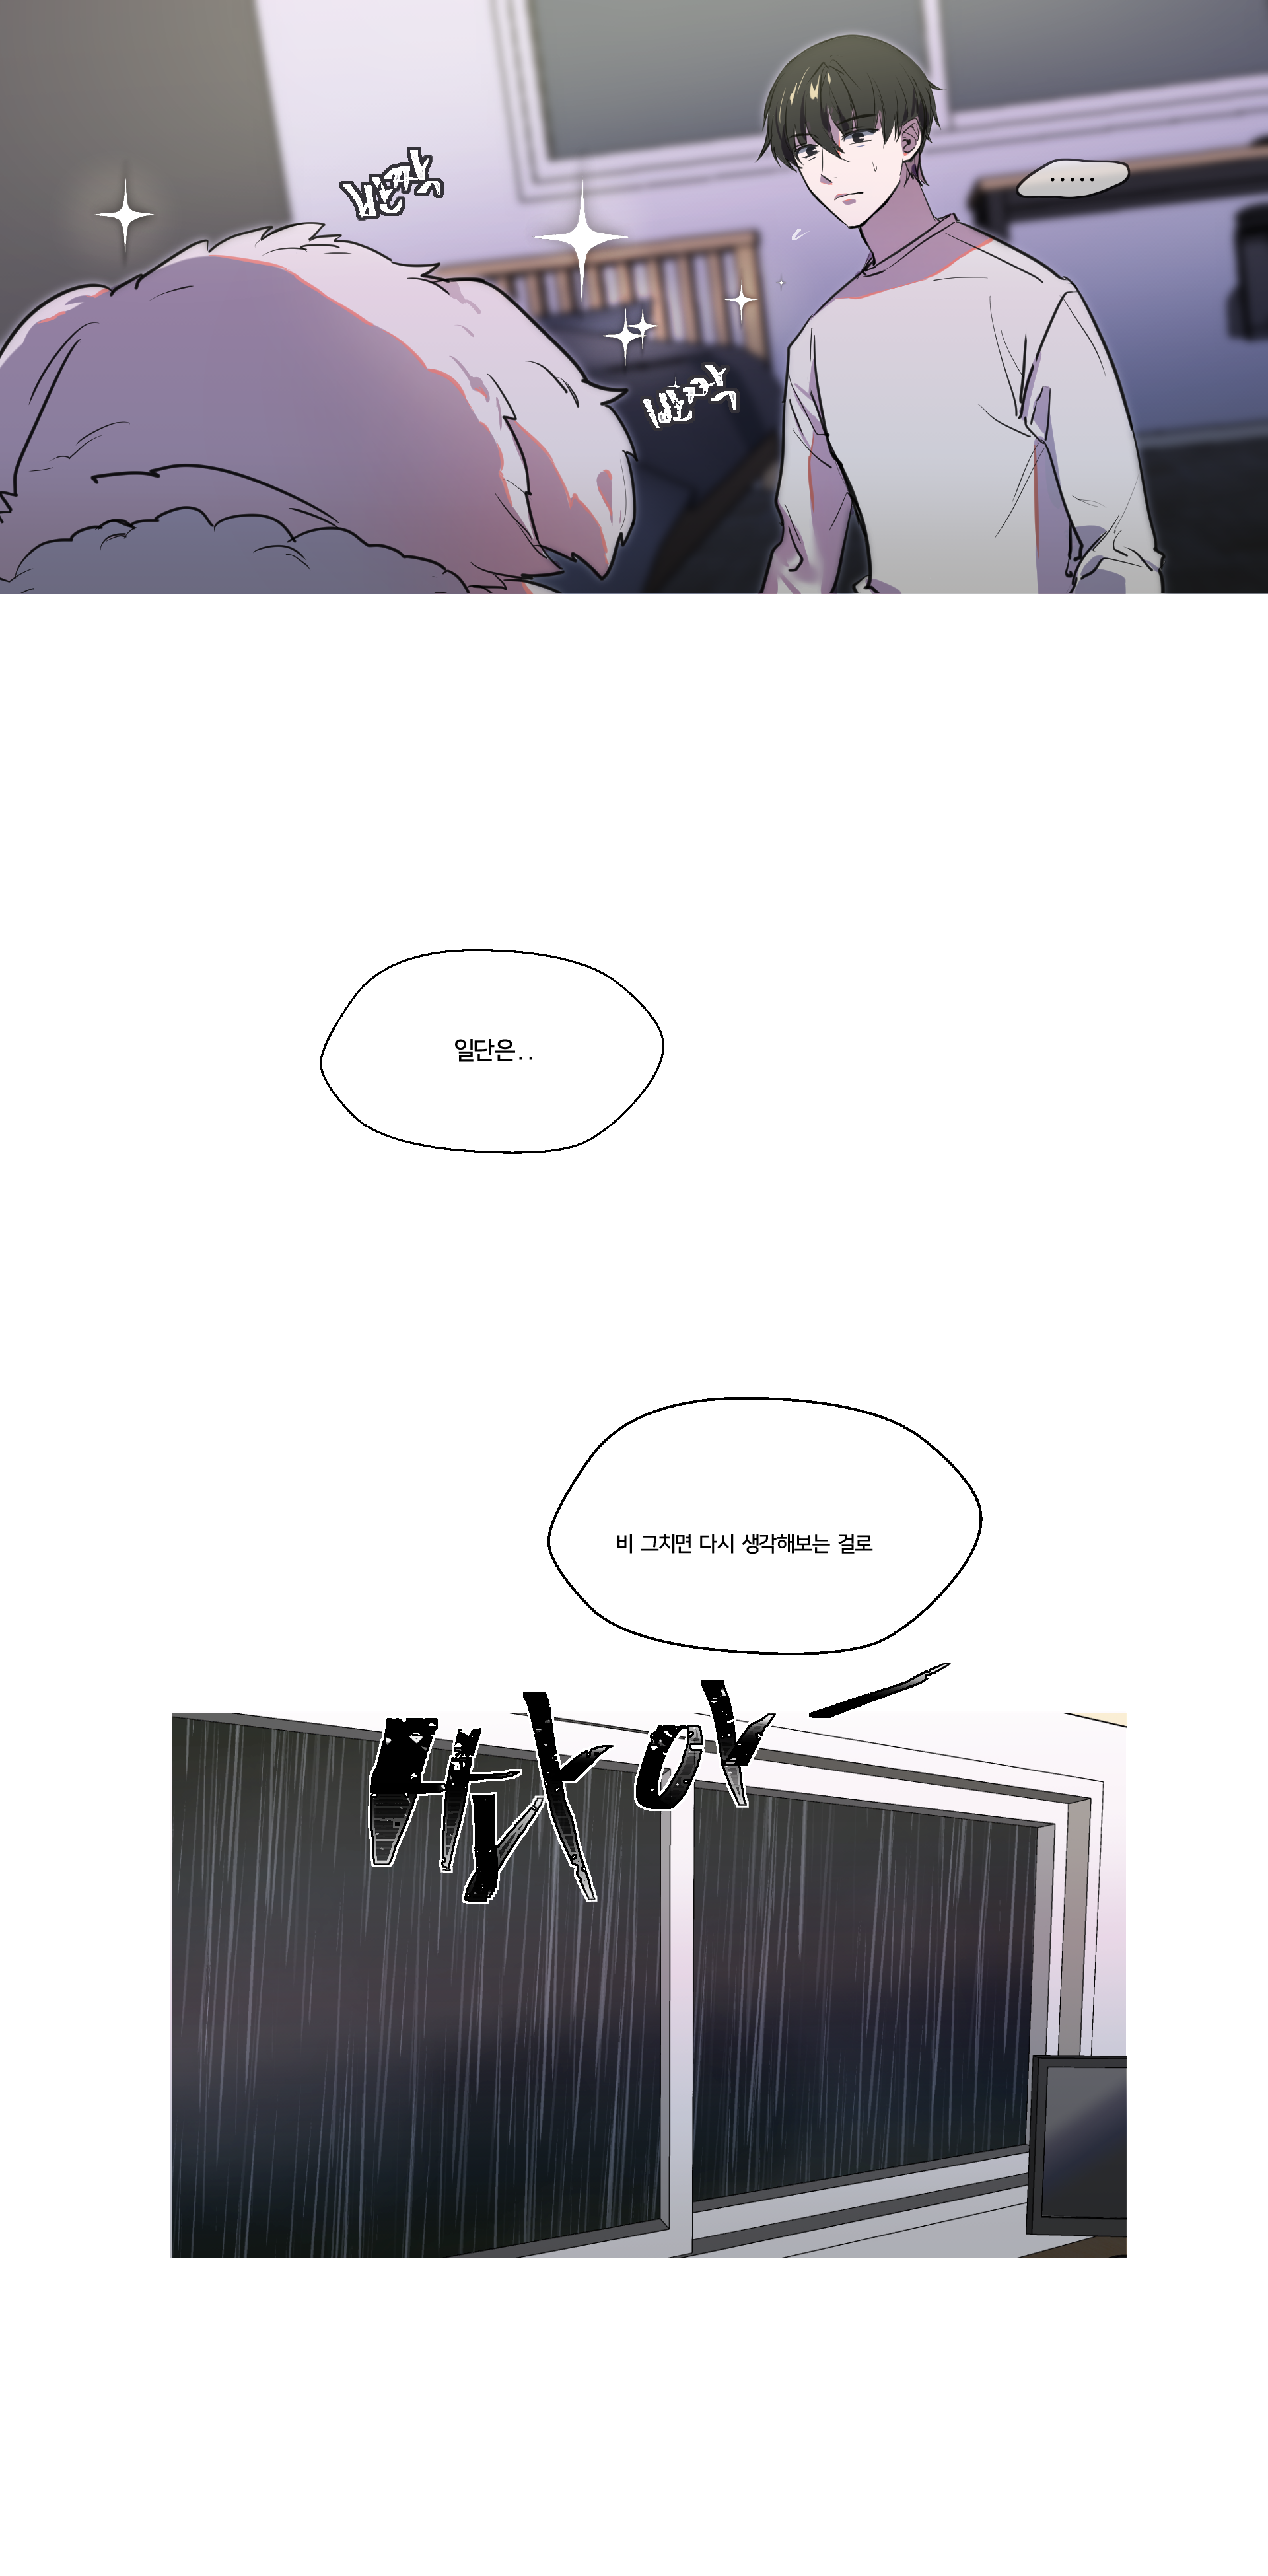 반짝
.....
반짝
일단은..
비 그치면 다시 생각해보는 걸로
쏴아